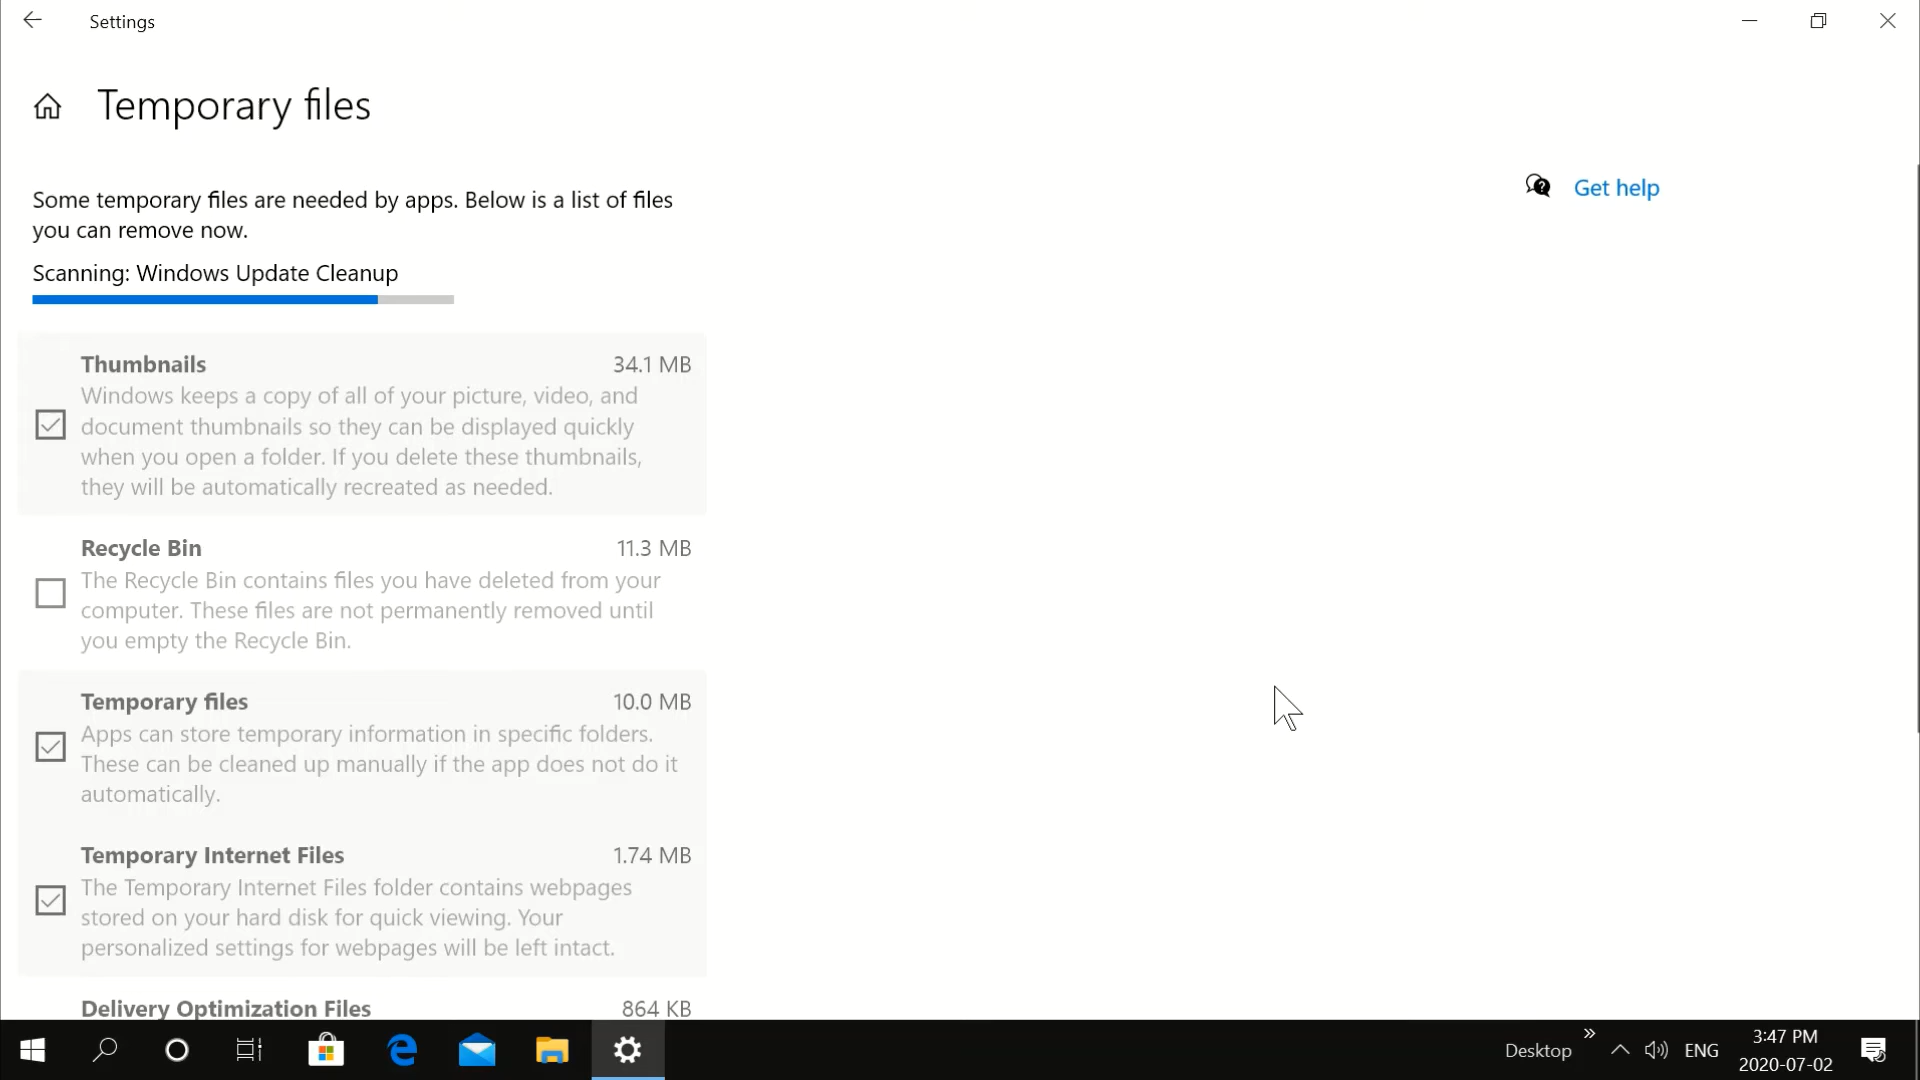 Settings
Temporary files
Some temporary files are needed by apps. Below is a list of files
you can remove now.
Get help
Scanning: Windows Update Cleanup
Thumbnails 34.1 MB
Windows keeps a copy of all of your picture, video, and
document thumbnails so they can be displayed quickly
when you open a folder. If you delete these thumbnails,
they will be automatically recreated as needed.
Recycle Bin 11.3 MB
The Recycle Bin contains files you have deleted from your
computer. These files are not permanently removed until
you empty the Recycle Bin.
Temporary files 10.0 MB
Apps can store temporary information in specific folders.
These can be cleaned up manually if the app does not do it
automatically.
Temporary Internet Files 1.74 MB
The Temporary Internet Files folder contains webpages
stored on your hard disk for quick viewing. Your
personalized settings for webpages will be left intact.
Delivery Optimization Files 864 KB
Desktop ENG 3:47 PM
2020-07-02